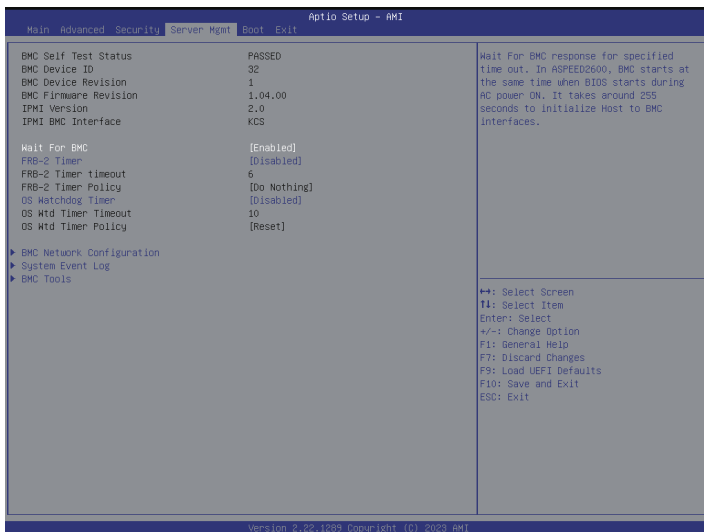 Aptio Setup – AMI
Main Advanced Security Server Mgmt Boot Exit
BMC Self Test Status PASSED
BMC Device ID 32
BMC Device Revision 1
BMC Firmware Revision 1.04.00
IPMI Version 2.0
IPMI BMC Interface KCS
Wait For BMC [Enabled]
FRB-2 Timer [Disabled]
FRB-2 Timer timeout 6
FRB-2 Timer Policy [Do Nothing]
OS Watchdog Timer [Disabled]
OS Wtd Timer Timeout 10
OS Wtd Timer Policy [Reset]
BMC Network Configuration
System Event Log
BMC Tools
Wait For BMC response for specified
time out. In ASPEED2600, BMC starts at
the same time when BIOS starts during
AC power ON. It takes around 255
seconds to initialize Host to BMC
interfaces.
↔: Select Screen
↑↓: Select Item
Enter: Select
+/-: Change Option
F1: General Help
F7: Discard Changes
F9: Load UEFI Defaults
F10: Save and Exit
ESC: Exit
Version 2.22.1289 Copyright (C) 2023 AMI